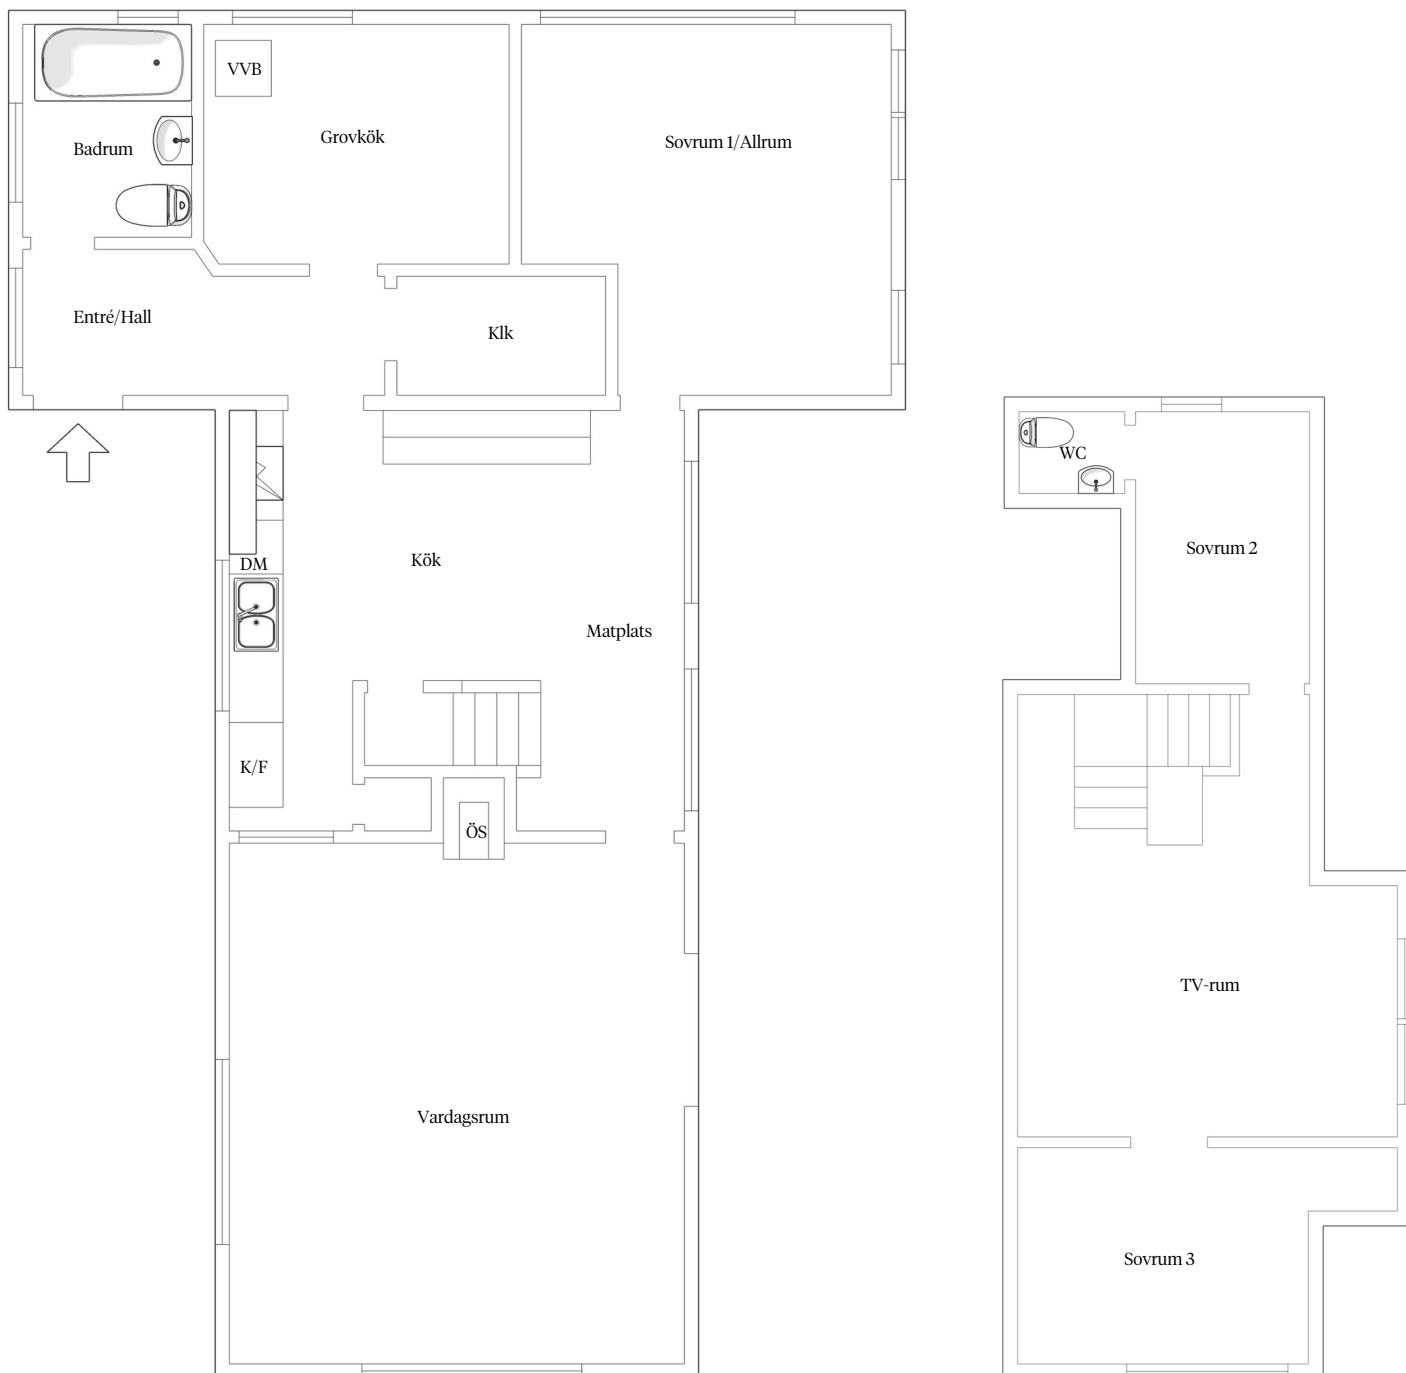 VVB
Badrum
Grovkök
Sovrum 1/Allrum
Entré/Hall
Klk
DM
Kök
Matplats
K/F
ÖS
Vardagsrum
WC
Sovrum 2
TV-rum
Sovrum 3